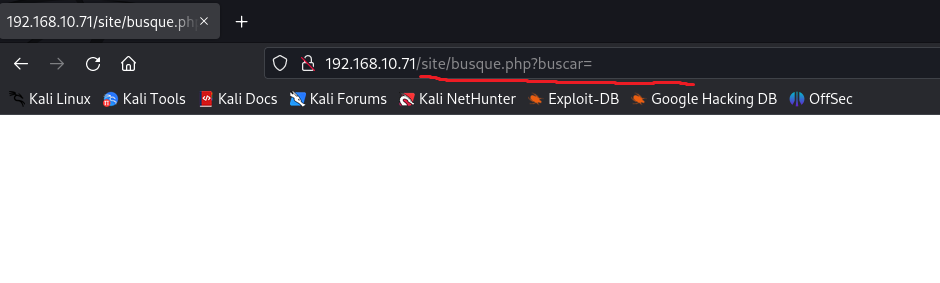 192.168.10.71/site/busque.ph
192.168.10.71/site/busque.php?buscar=
Kali Linux Kali Tools Kali Docs Kali Forums Kali NetHunter Exploit-DB Google Hacking DB OffSec